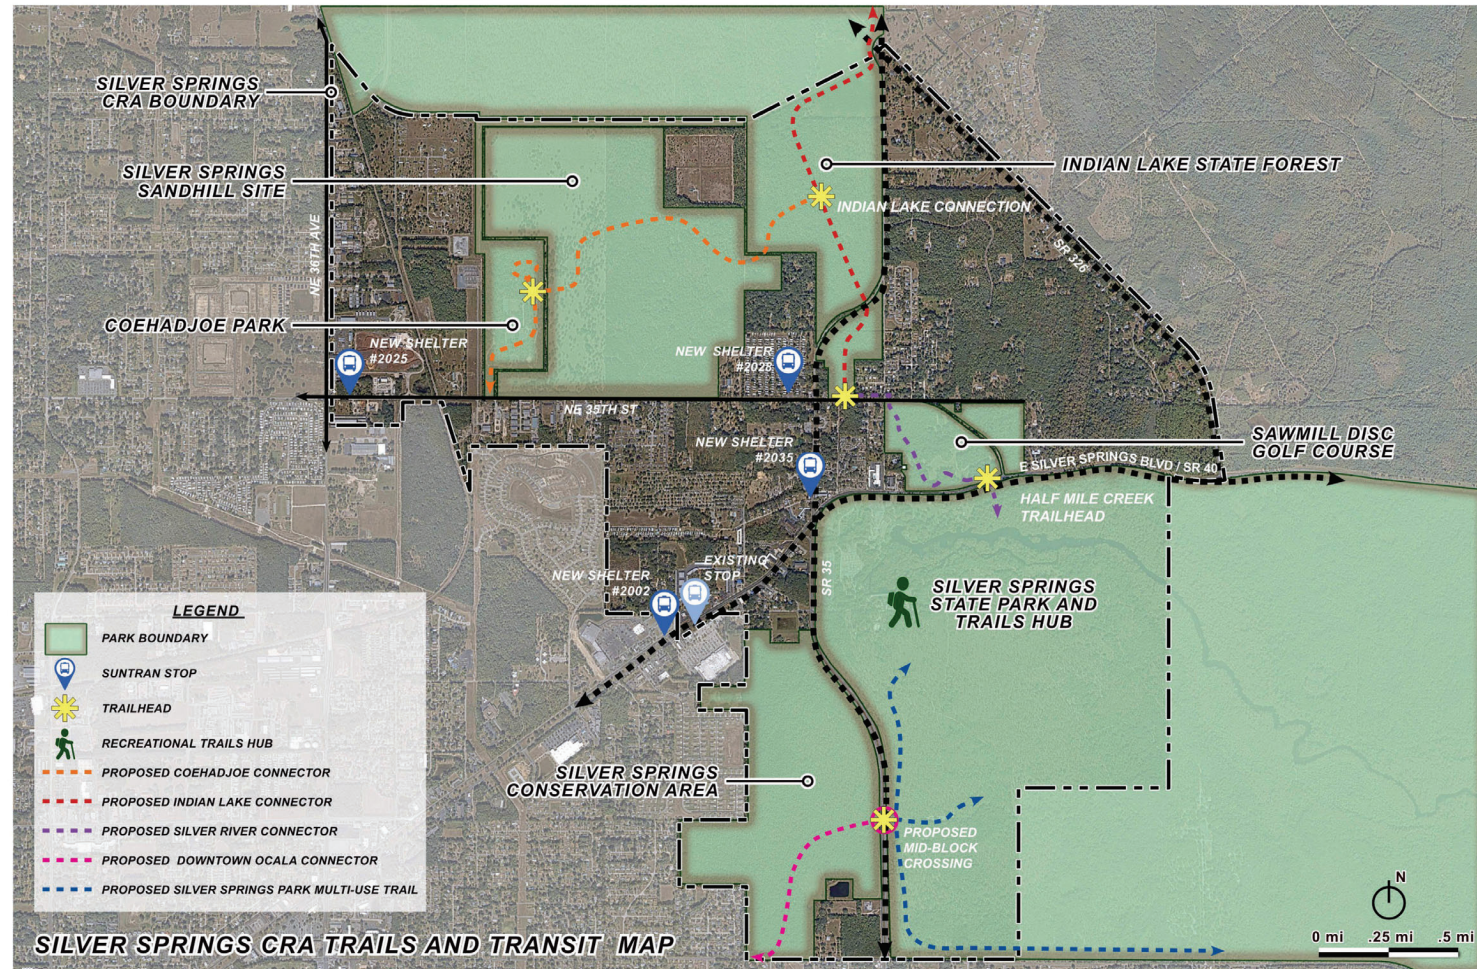 SILVER SPRINGS
CRA BOUNDARY
SILVER SPRINGS
SANDHILL SITE
INDIAN LAKE STATE FOREST
INDIAN LAKE CONNECTION
NE 36TH AVE
SR 326
COEHADJOE PARK
NEW SHELTER
#2025
NEW SHELTER
#2028
NE 35TH ST
NEW SHELTER
#2035
SAWMILL DISC
GOLF COURSE
E SILVER SPRINGS BLVD / SR 40
HALF MILE CREEK
TRAILHEAD
EXISTING
STOP
NEW SHELTER
#2002
SR 35
SILVER SPRINGS
STATE PARK AND
TRAILS HUB
SILVER SPRINGS
CONSERVATION AREA
PROPOSED
MID-BLOCK
CROSSING
LEGEND
PARK BOUNDARY
SUNTRAN STOP
TRAILHEAD
RECREATIONAL TRAILS HUB
PROPOSED COEHADJOE CONNECTOR
PROPOSED INDIAN LAKE CONNECTOR
PROPOSED SILVER RIVER CONNECTOR
PROPOSED DOWNTOWN OCALA CONNECTOR
PROPOSED SILVER SPRINGS PARK MULTI-USE TRAIL
SILVER SPRINGS CRA TRAILS AND TRANSIT MAP
N
0 mi .25 mi .5 mi